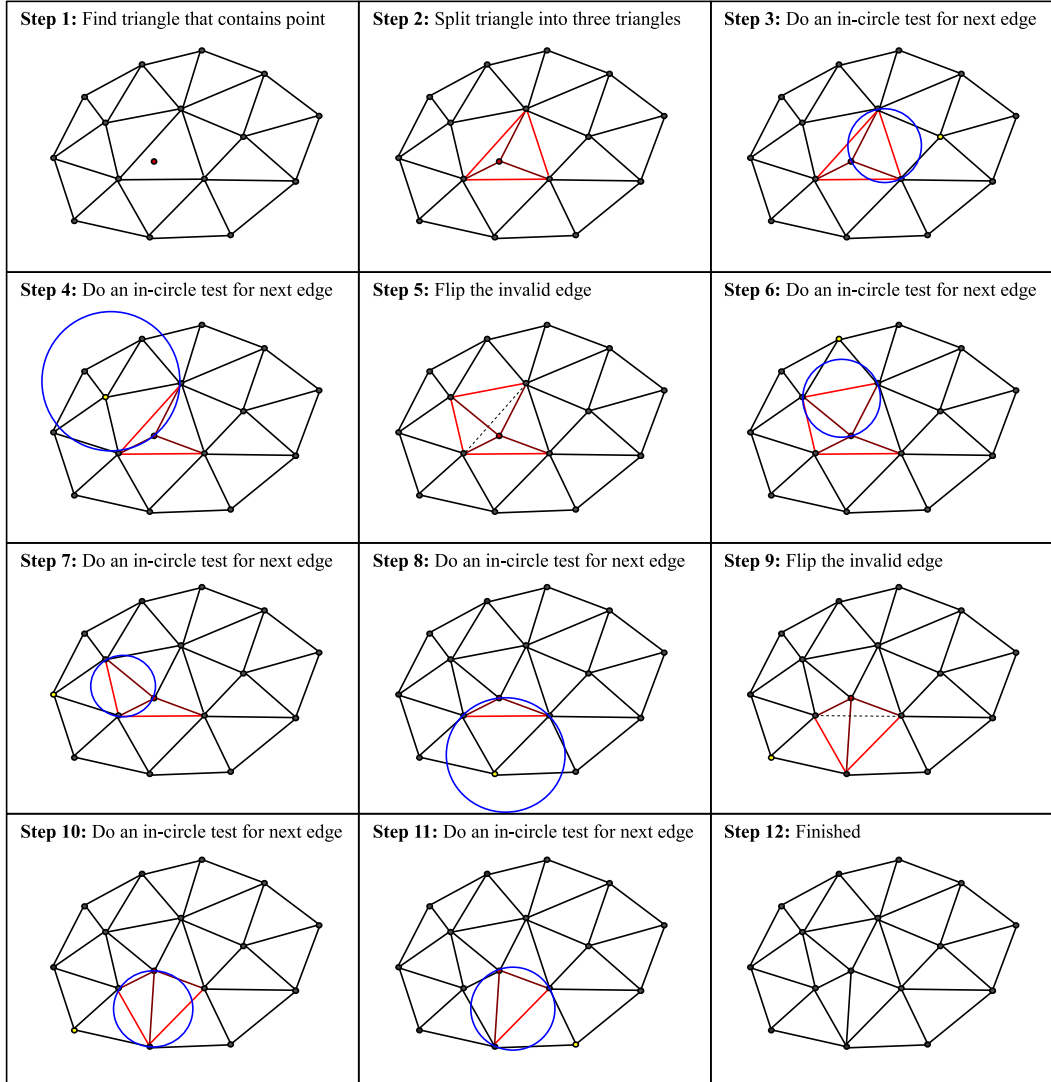 Step 1: Find triangle that contains point
Step 2: Split triangle into three triangles
Step 3: Do an in-circle test for next edge
Step 4: Do an in-circle test for next edge
Step 5: Flip the invalid edge
Step 6: Do an in-circle test for next edge
Step 7: Do an in-circle test for next edge
Step 8: Do an in-circle test for next edge
Step 9: Flip the invalid edge
Step 10: Do an in-circle test for next edge
Step 11: Do an in-circle test for next edge
Step 12: Finished